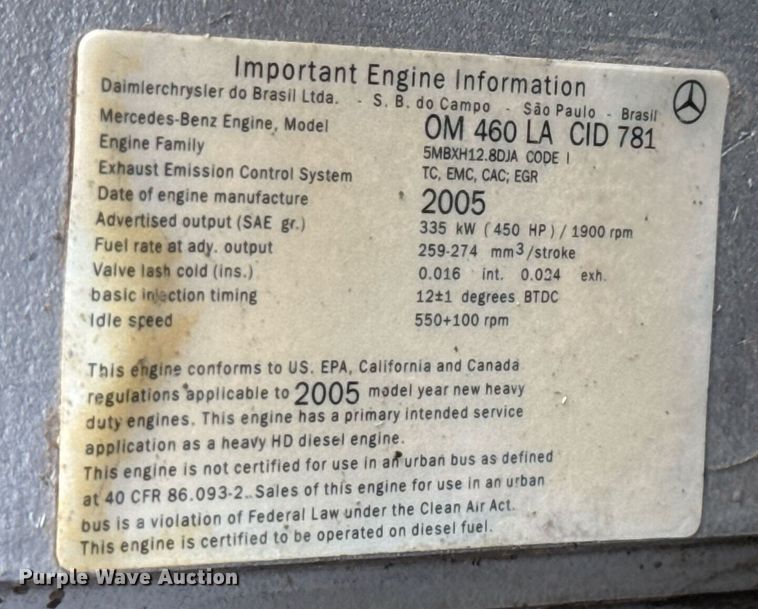 Important Engine Information
Daimlerchrysler do Brasil Ltda. - S. B. do Campo - São Paulo - Brasil
Mercedes-Benz Engine, Model OM 460 LA CID 781
Engine Family 5MBXH12.8DJA CODE I
Exhaust Emission Control System TC, EMC, CAC; EGR
Date of engine manufacture 2005
Advertised output (SAE gr.) 335 kW (450 HP) / 1900 rpm
Fuel rate at adv. output 259-274 mm3/stroke
Valve lash cold (ins.) 0.016 int. 0.024 exh.
basic injection timing 12±1 degrees BTDC
Idle speed 550+100 rpm
This engine conforms to US. EPA, California and Canada
regulations applicable to 2005 model year new heavy
duty engines. This engine has a primary intended service
application as a heavy HD diesel engine.
This engine is not certified for use in an urban bus as defined
at 40 CFR 86.093-2. Sales of this engine for use in an urban
bus is a violation of Federal Law under the Clean Air Act.
This engine is certified to be operated on diesel fuel.
Purple Wave Auction